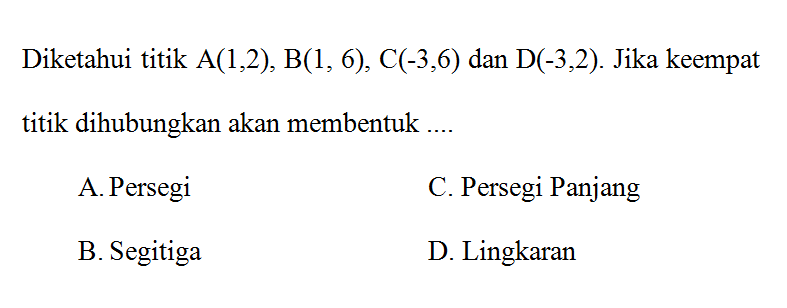 Diketahui titik A(1,2), B(1, 6), C(-3,6) dan D(-3,2). Jika keempat
titik dihubungkan akan membentuk ....
A. Persegi
C. Persegi Panjang
B. Segitiga
D. Lingkaran